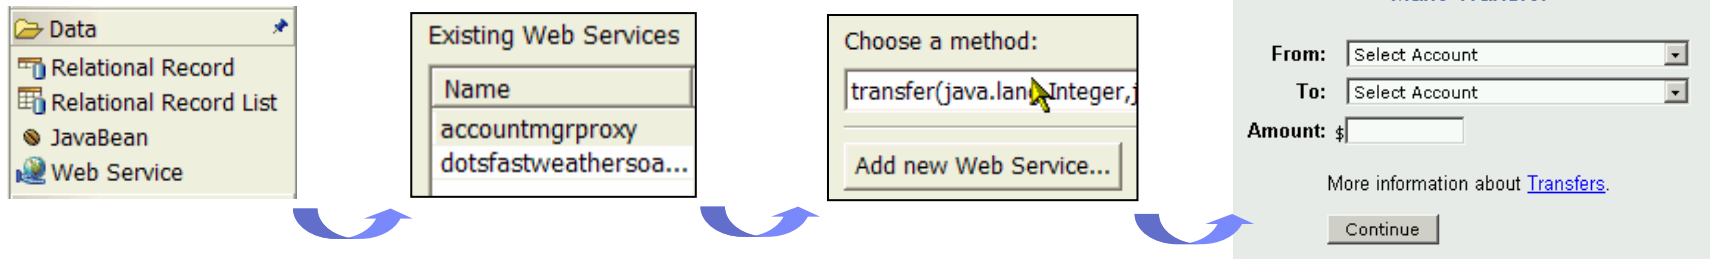 Data
Relational Record
Relational Record List
JavaBean
Web Service
Existing Web Services
Name
accountmgrproxy
dotsfastweathersoa...
Choose a method:
transfer(java.lang.Integer,j
Add new Web Service...
From: Select Account
To: Select Account
Amount: $
More information about Transfers.
Continue